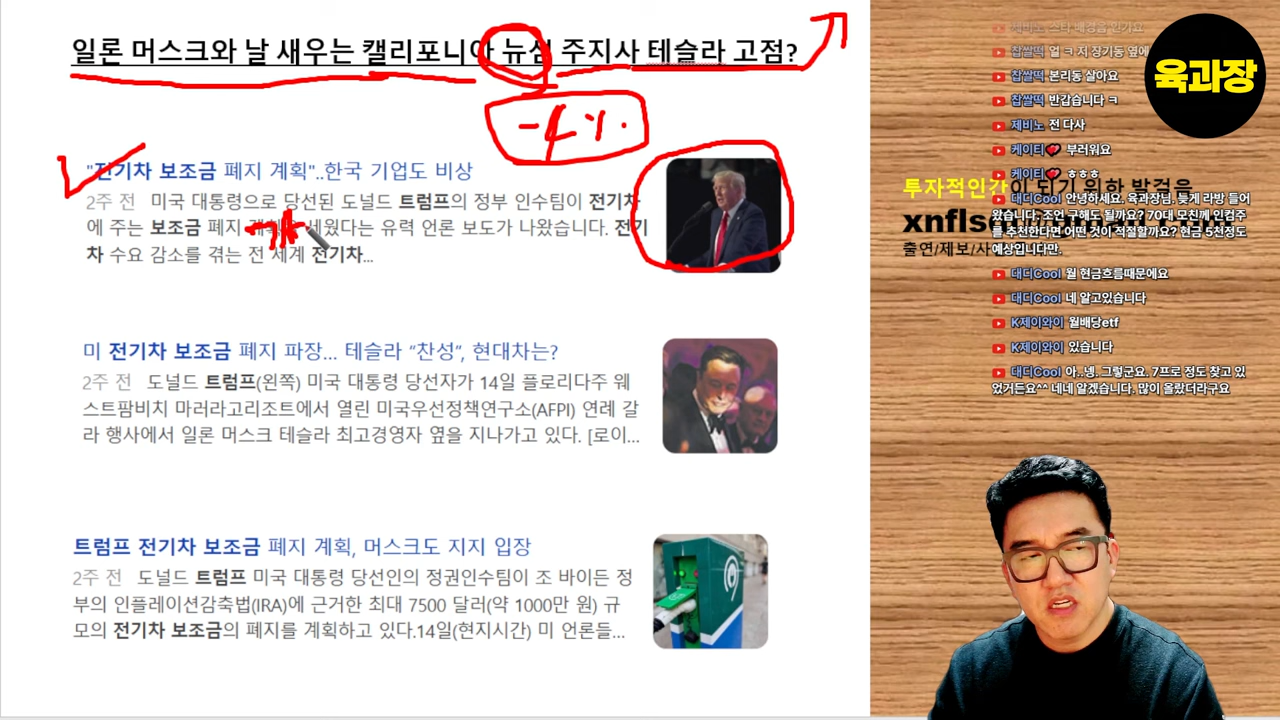 일론 머스크와 날 새우는 캘리포니아 뉴섬 주지사 테슬라 고점?
-4%.
"전기차 보조금 폐지 계획"..한국 기업도 비상
2주 전 미국 대통령으로 당선된 도널드 트럼프의 정부 인수팀이 전기차
에 주는 보조금 폐지 세웠다는 유력 언론 보도가 나왔습니다. 전기
차 수요 감소를 겪는 전 세계 전기차...
미 전기차 보조금 폐지 파장... 테슬라 “찬성”, 현대차는?
2주 전 도널드 트럼프(왼쪽) 미국 대통령 당선자가 14일 플로리다주 웨
스트팜비치 마러라고리조트에서 열린 미국우선정책연구소(AFPI) 연례 갈
라 행사에서 일론 머스크 테슬라 최고경영자 옆을 지나가고 있다. [로이...
트럼프 전기차 보조금 폐지 계획, 머스크도 지지 입장
2주 전 도널드 트럼프 미국 대통령 당선인의 정권인수팀이 조 바이든 정
부의 인플레이션감축법(IRA)에 근거한 최대 7500 달러(약 1000만 원) 규
모의 전기차 보조금의 폐지를 계획하고 있다.14일(현지시간) 미 언론들...
육과장
제비노 스타 배경음 인가요
찹쌀떡 얼 ㅋ 저 장기동 옆에
찹쌀떡 본리동 살아요
찹쌀떡 반갑습니다 ㅋ
제비노 전 다사
케이티 부러워요
케이티 ㅎㅎㅎ
투자적인간이 되기 위한 발걸음
xnfls
출연/제보/사
대디Cool 안녕하세요. 육과장님. 늦게 라방 들어
왔습니다. 조언 구해도 될까요? 70대 모친께 인컴주
를 추천한다면 어떤 것이 적절할까요? 현금 5천정도
예상입니다만.
대디Cool 월 현금흐름때문에요
대디Cool 네 알고있습니다
K제이와이 월배당etf
K제이와이 있습니다
대디Cool 아..넹. 그렇군요. 7프로 정도 찾고 있
었거든요^^ 네네 알겠습니다. 많이 올랐더라구요